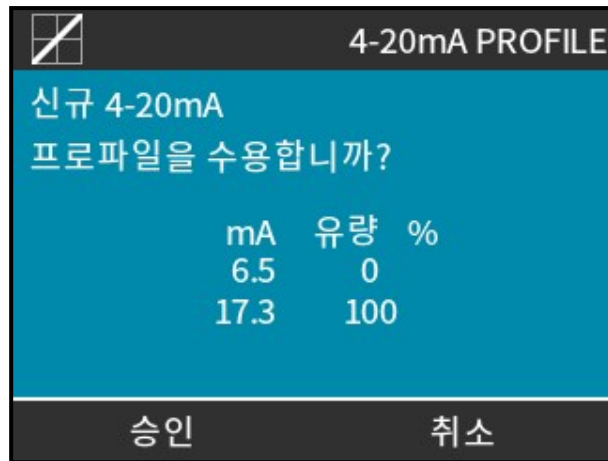 4-20mA PROFILE
신규 4-20mA
프로파일을 수용합니까?
mA 유량 %
6.5 0
17.3 100
승인 취소